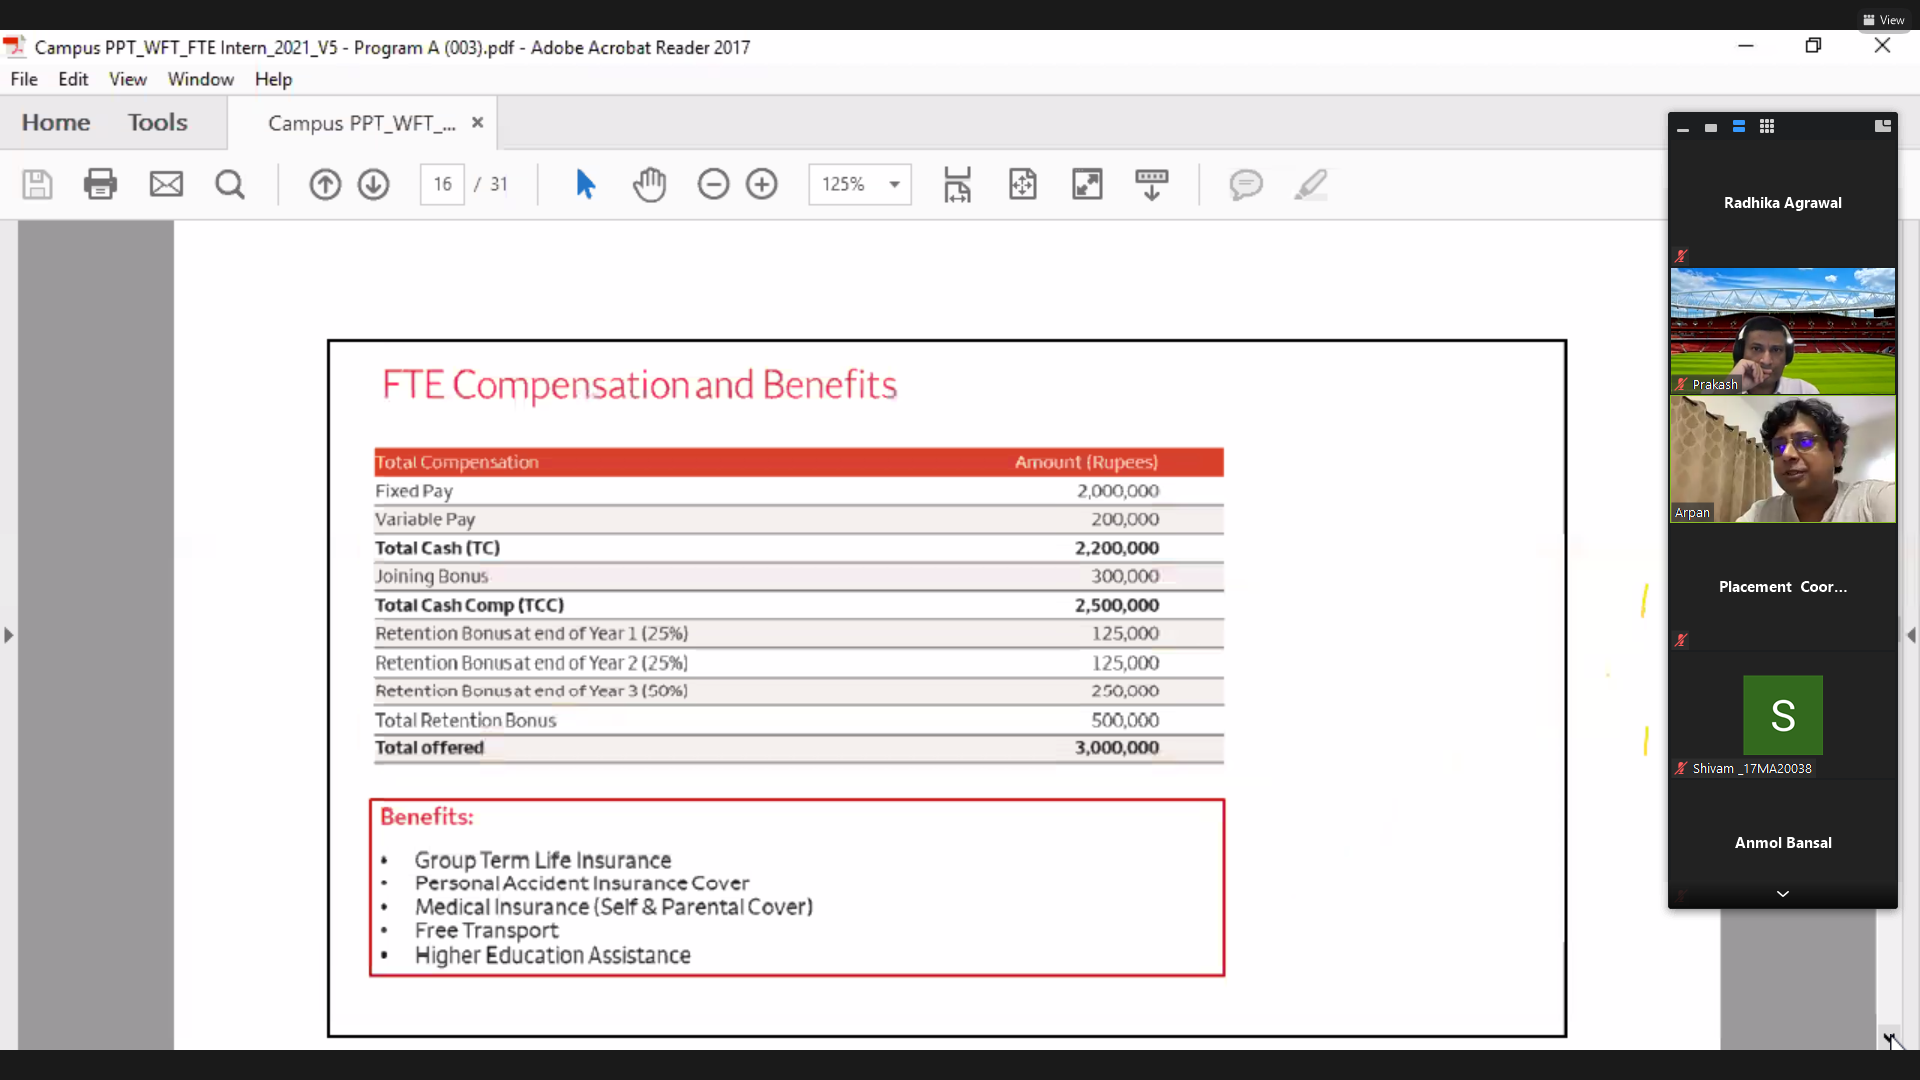 View
Campus PPT_WFT_FTE Intern_2021_V5 - Program A (003).pdf - Adobe Acrobat Reader 2017
File Edit View Window Help
Home Tools Campus PPT_WFT_... ×
16 / 31 125%
FTE Compensation and Benefits
Total Compensation Amount (Rupees)
Fixed Pay 2,000,000
Variable Pay 200,000
Total Cash (TC) 2,200,000
Joining Bonus 300,000
Total Cash Comp (TCC) 2,500,000
Retention Bonus at end of Year 1 (25%) 125,000
Retention Bonus at end of Year 2 (25%) 125,000
Retention Bonus at end of Year 3 (50%) 250,000
Total Retention Bonus 500,000
Total offered 3,000,000
Benefits:
• Group Term Life Insurance
• Personal Accident Insurance Cover
• Medical Insurance (Self & Parental Cover)
• Free Transport
• Higher Education Assistance
Radhika Agrawal
Prakash
Arpan
Placement Coor...
S
Shivam _17MA20038
Anmol Bansal